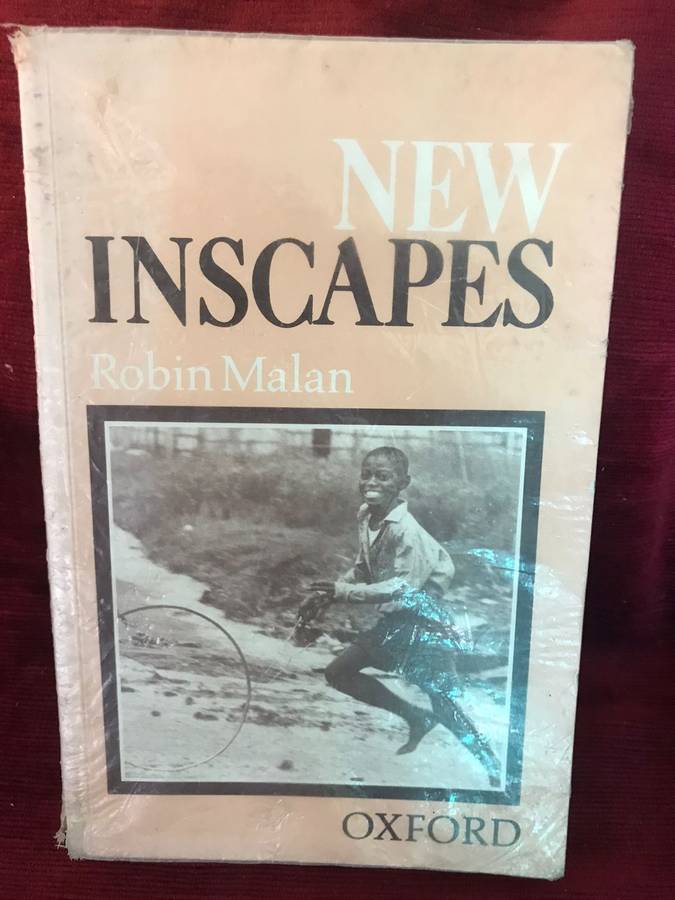 NEW
INSCAPES
Robin Malan
OXFORD